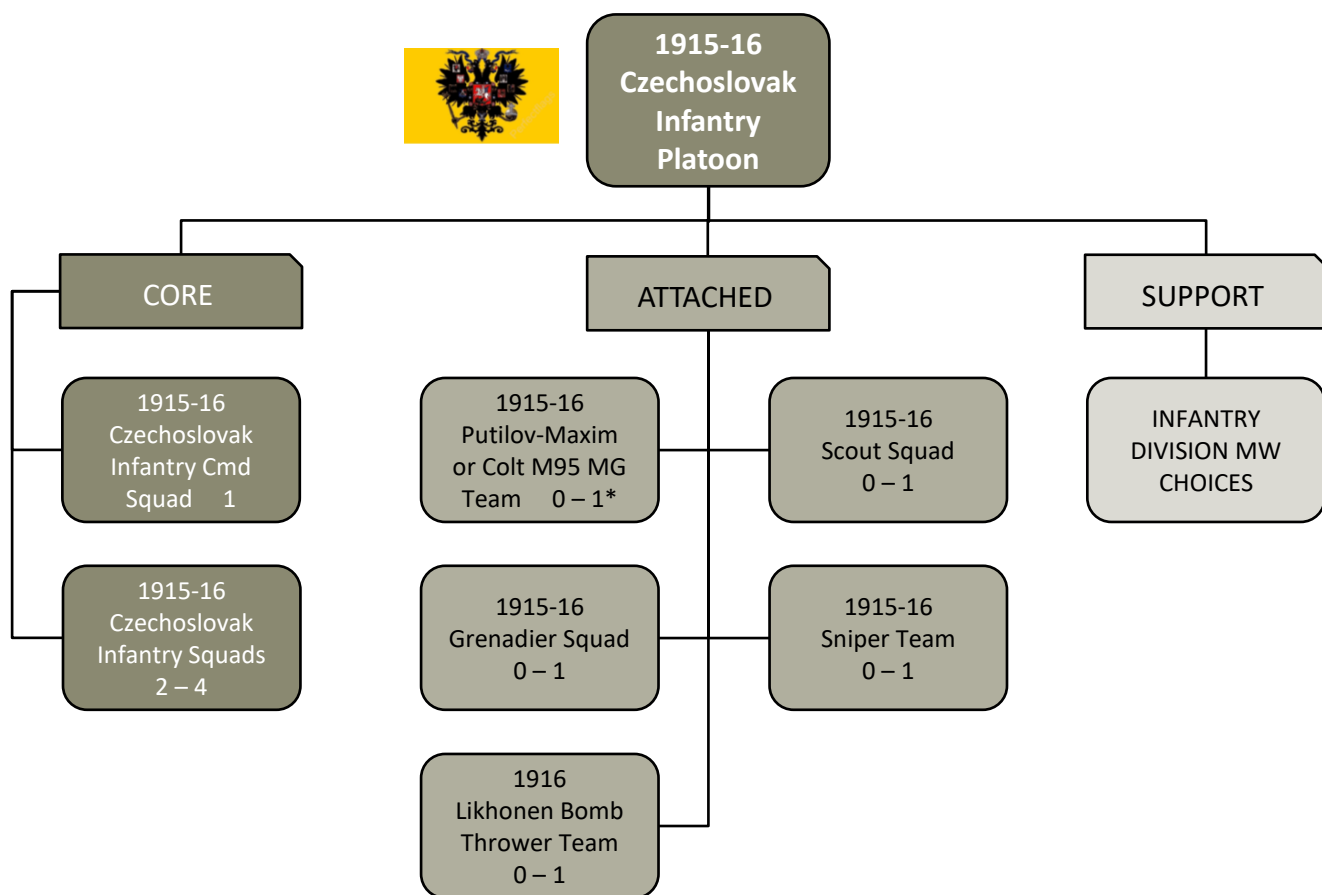 1915-16
Czechoslovak
Infantry
Platoon
CORE
ATTACHED
SUPPORT
1915-16
Czechoslovak
Infantry Cmd
Squad 1
1915-16
Czechoslovak
Infantry Squads
2 – 4
1915-16
Putilov-Maxim
or Colt M95 MG
Team 0 – 1*
1915-16
Scout Squad
0 – 1
1915-16
Grenadier Squad
0 – 1
1915-16
Sniper Team
0 – 1
1916
Likhonen Bomb
Thrower Team
0 – 1
INFANTRY
DIVISION MW
CHOICES